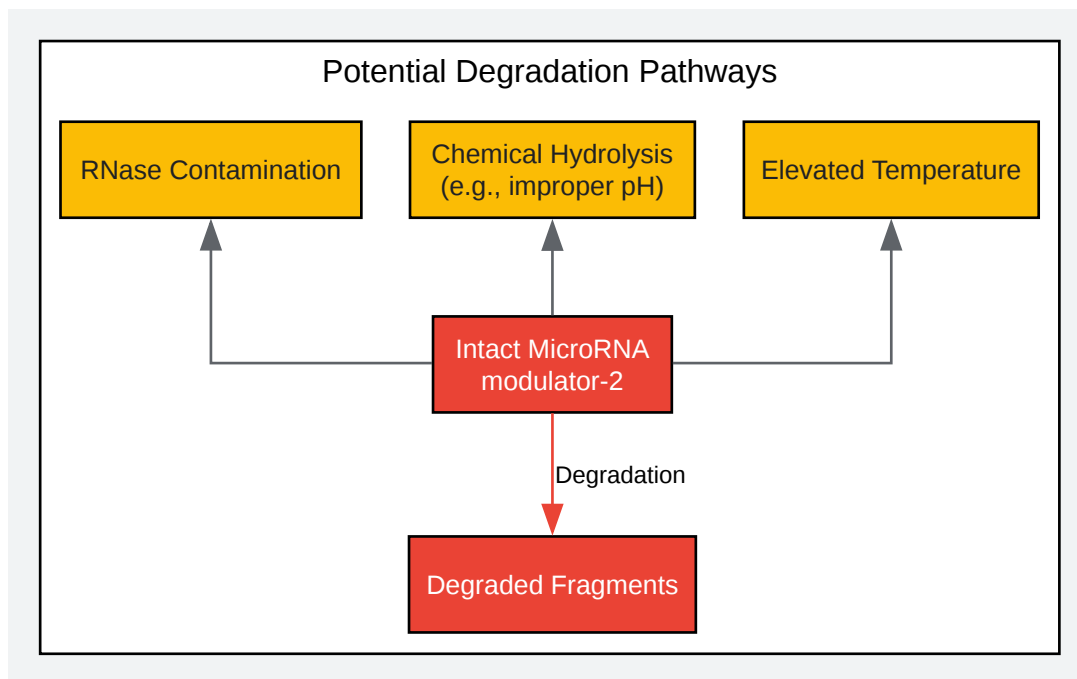 Potential Degradation Pathways
RNase Contamination
Chemical Hydrolysis
(e.g., improper pH)
Elevated Temperature
Intact MicroRNA
modulator-2
Degradation
Degraded Fragments